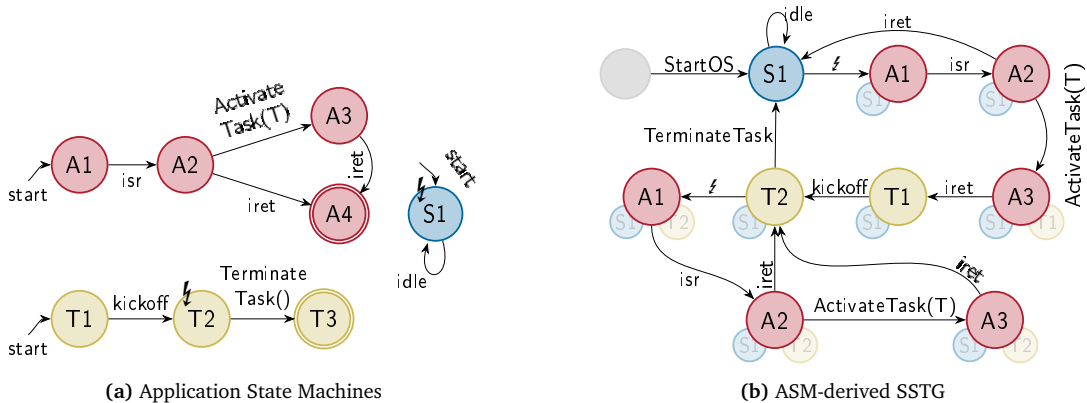 Activate
Task(T)
A3
A1
A2
isr
iret
iret
start
A4
start
S1
idle
Terminate
Task()
kickoff
T1
T2
T3
start
(a) Application State Machines
idle
iret
StartOS
S1
A1
isr
A2
S1
S1
ActivateTask(T)
TerminateTask
A1
T2
kickoff
T1
iret
A3
S1
T2
S1
S1
S1
T1
isr
iret
iret
A2
ActivateTask(T)
A3
S1
T2
S1
T2
(b) ASM-derived SSTG